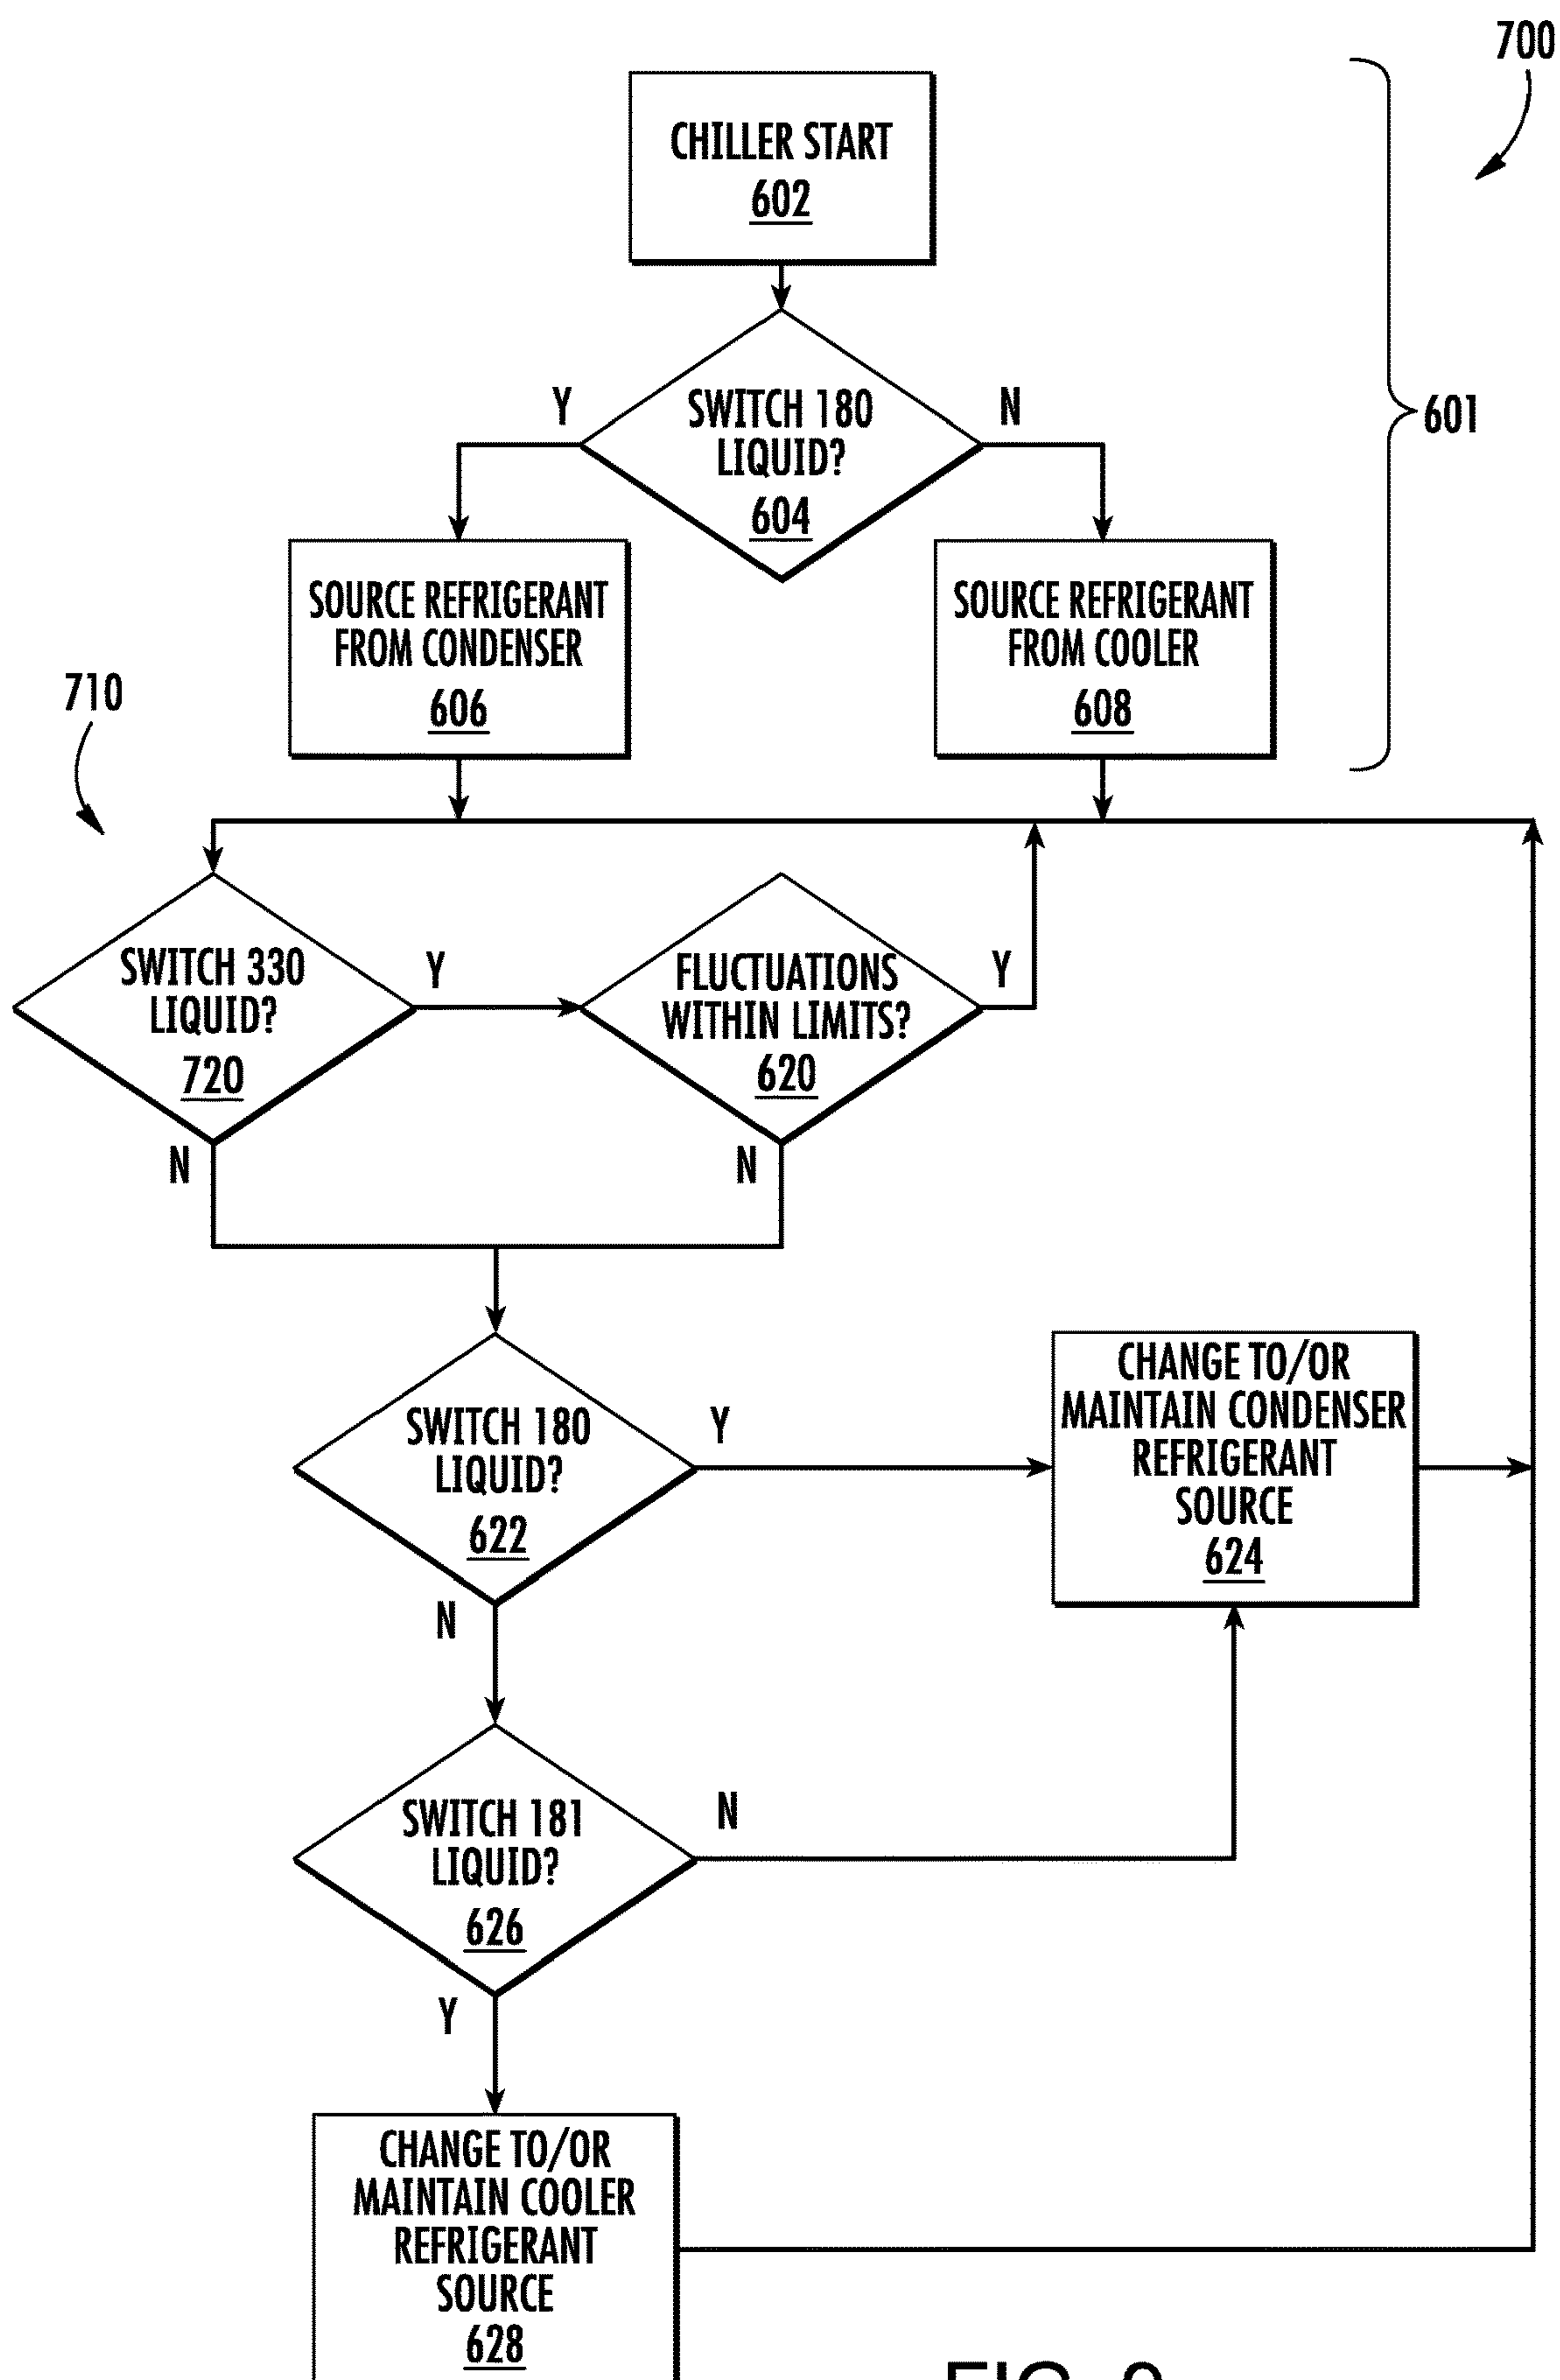 700
CHILLER START
602
Y
SWITCH 180
LIQUID?
604
N
601
SOURCE REFRIGERANT
FROM CONDENSER
606
SOURCE REFRIGERANT
FROM COOLER
608
710
SWITCH 330
LIQUID?
720
Y
N
FLUCTUATIONS
WITHIN LIMITS?
620
Y
N
SWITCH 180
LIQUID?
622
Y
N
CHANGE TO/OR
MAINTAIN CONDENSER
REFRIGERANT
SOURCE
624
SWITCH 181
LIQUID?
626
N
Y
CHANGE TO/OR
MAINTAIN COOLER
REFRIGERANT
SOURCE
628
FIG.